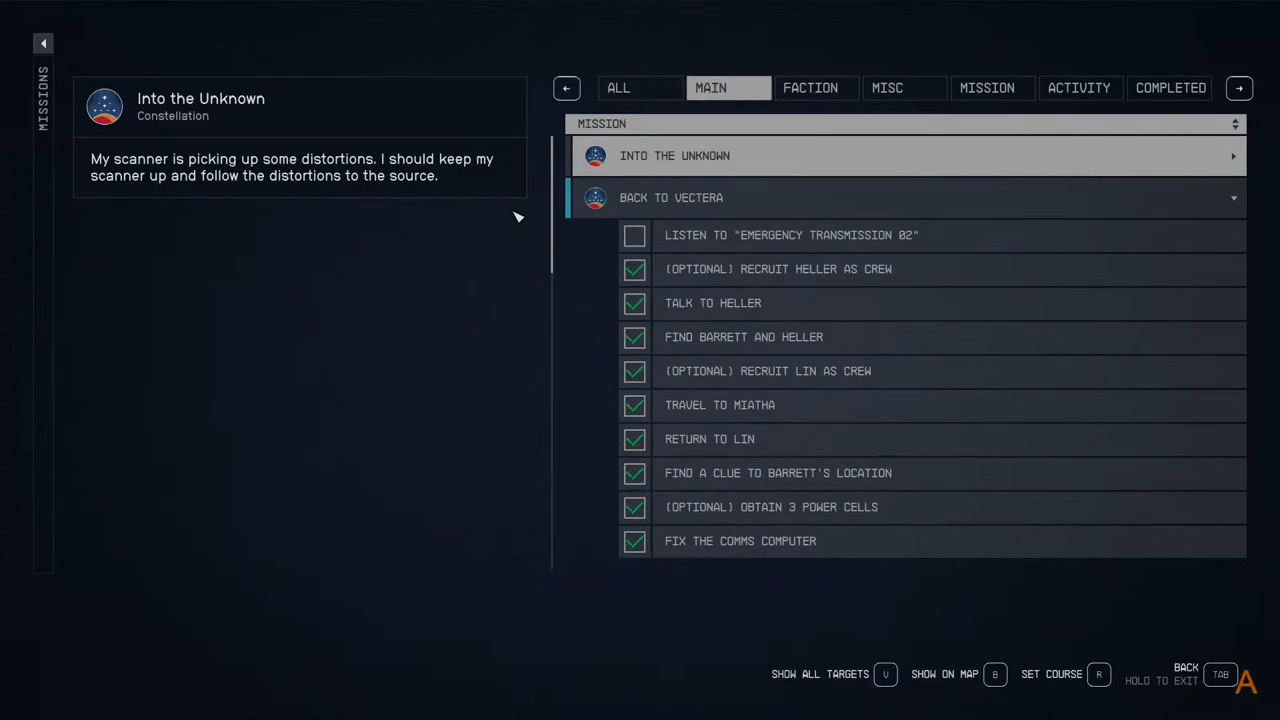 MISSIONS
Into the Unknown
Constellation
My scanner is picking up some distortions. I should keep my
scanner up and follow the distortions to the source.
ALL MAIN FACTION MISC MISSION ACTIVITY COMPLETED
MISSION
INTO THE UNKNOWN
BACK TO VECTERA
LISTEN TO "EMERGENCY TRANSMISSION 02"
(OPTIONAL) RECRUIT HELLER AS CREW
TALK TO HELLER
FIND BARRETT AND HELLER
(OPTIONAL) RECRUIT LIN AS CREW
TRAVEL TO MIATHA
RETURN TO LIN
FIND A CLUE TO BARRETT'S LOCATION
(OPTIONAL) OBTAIN 3 POWER CELLS
FIX THE COMMS COMPUTER
SHOW ALL TARGETS V SHOW ON MAP B SET COURSE R BACK TAB
HOLD TO EXIT
A